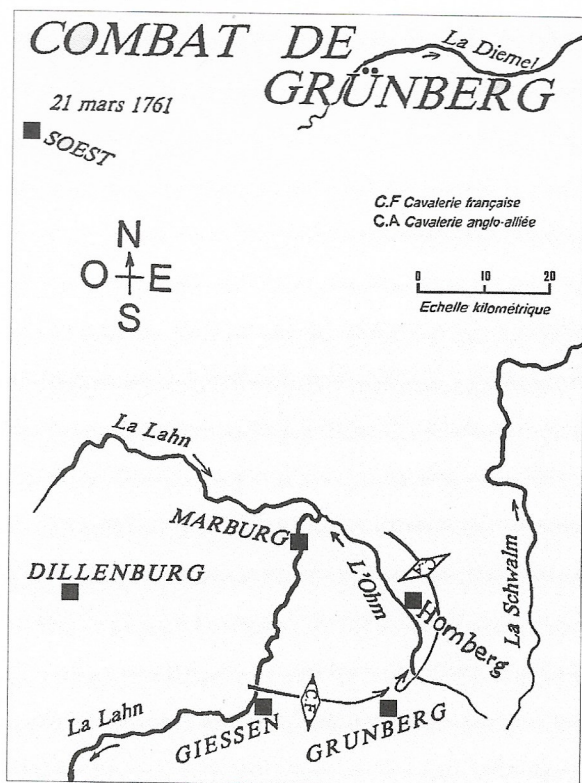 COMBAT DE
GRÜNBERG
La Diemel
21 mars 1761
SOEST
C.F Cavalerie française
C.A Cavalerie anglo-alliée
N
O E
S
0 10 20
Echelle kilométrique
La Lahn
MARBURG
DILLENBURG
L'Ohm
C.A
Homberg
La Schwalm
La Lahn
GIESSEN
C.F
GRUNBERG